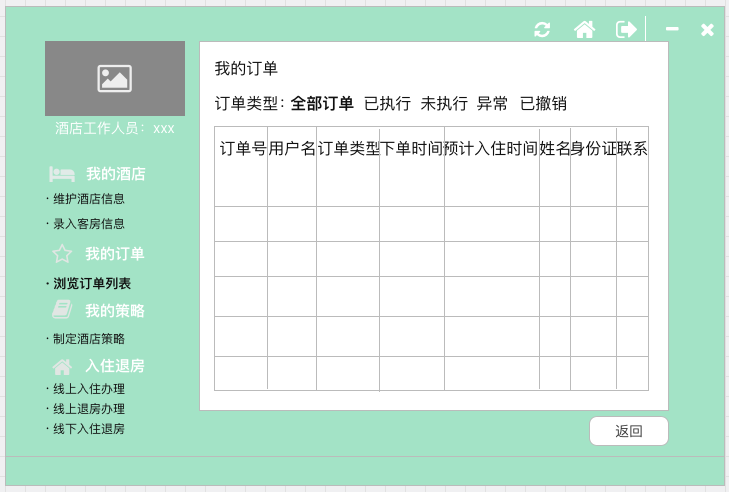 酒店工作人员：xxx
我的酒店
· 维护酒店信息
· 录入客房信息
我的订单
· 浏览订单列表
我的策略
· 制定酒店策略
入住退房
· 线上入住办理
· 线上退房办理
· 线下入住退房
我的订单
订单类型：全部订单 已执行 未执行 异常 已撤销
订单号 用户名 订单类型 下单时间 预计入住时间 姓名 身份证 联系
返回